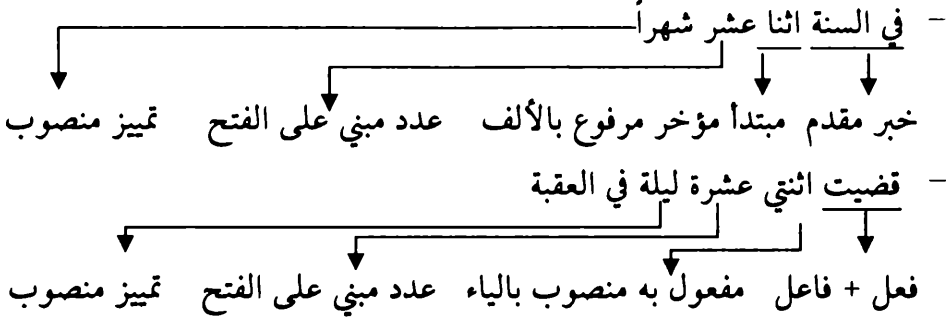 - في السنة اثنا عشر شهراً
خبر مقدم مبتدأ مؤخر مرفوع بالألف عدد مبني على الفتح تمييز منصوب
- قضيت اثنتي عشرة ليلة في العقبة
فعل + فاعل مفعول به منصوب بالياء عدد مبني على الفتح تمييز منصوب